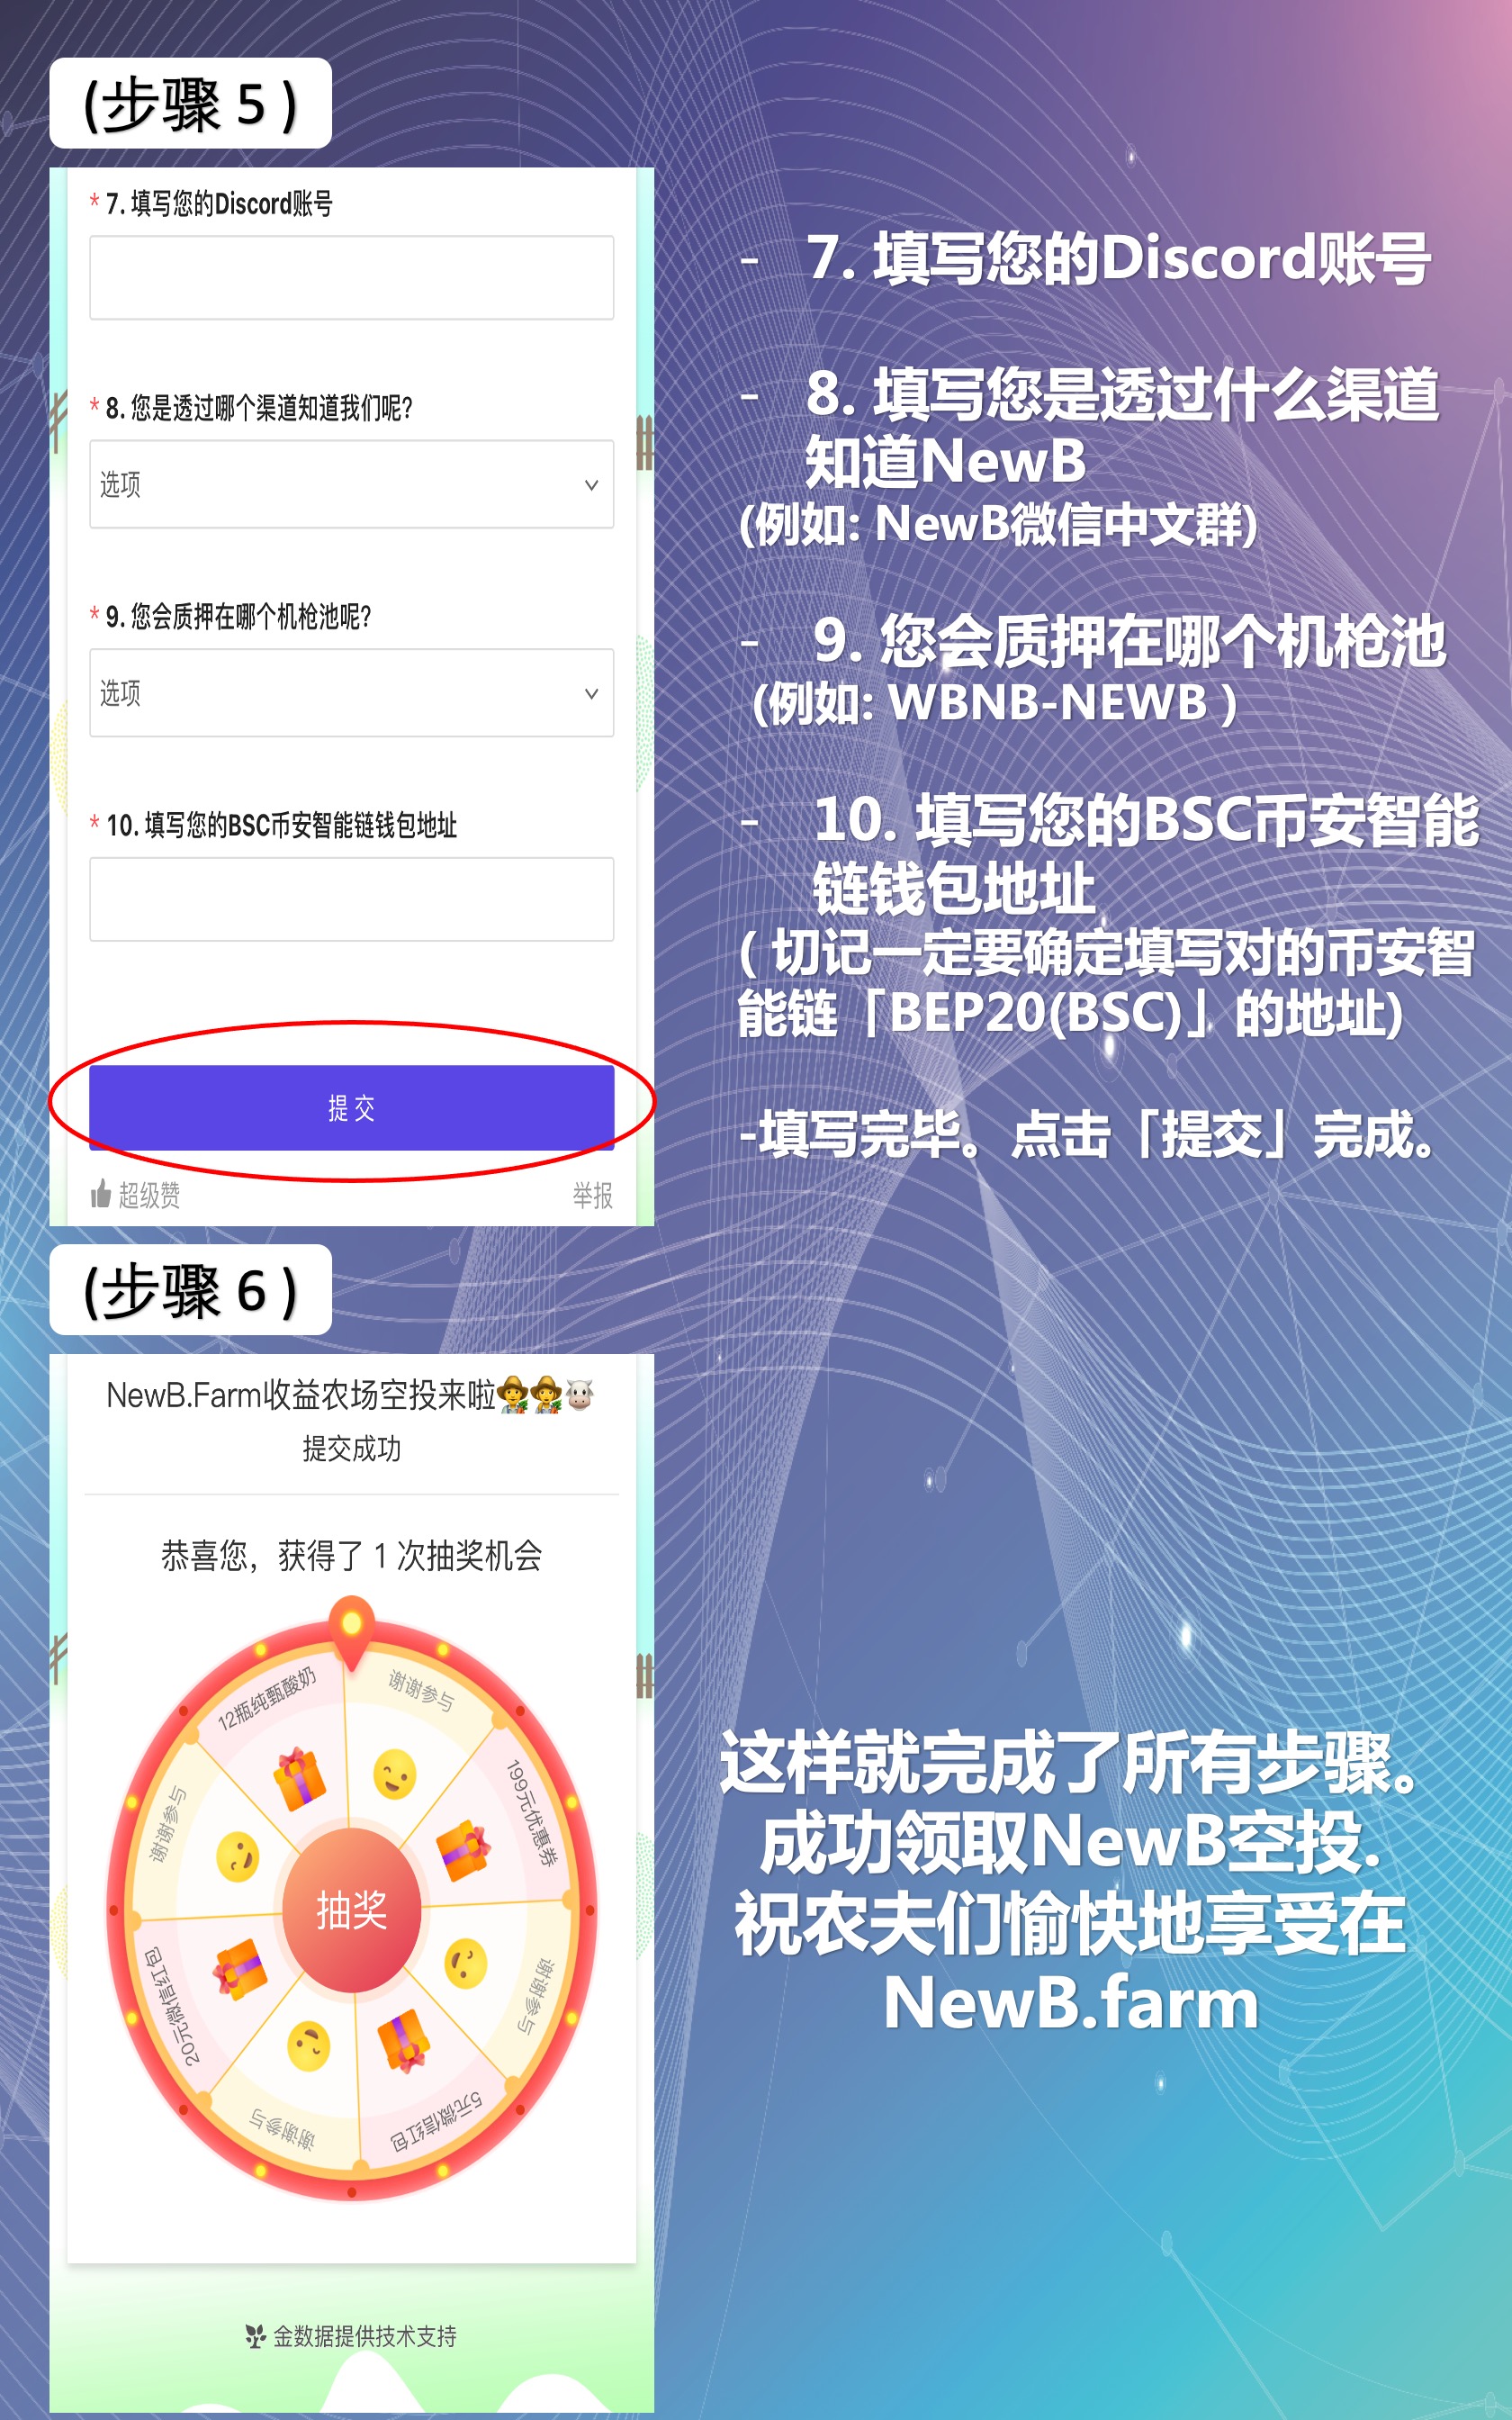 (步骤 5 )
* 7. 填写您的Discord账号
* 8. 您是透过哪个渠道知道我们呢?
选项
* 9. 您会质押在哪个机枪池呢?
选项
* 10. 填写您的BSC币安智能链钱包地址
提 交
超级赞
举报
- 7. 填写您的Discord账号
- 8. 填写您是透过什么渠道
知道NewB
(例如: NewB微信中文群)
- 9. 您会质押在哪个机枪池
(例如: WBNB-NEWB )
- 10. 填写您的BSC币安智能
链钱包地址
( 切记一定要确定填写对的币安智
能链「BEP20(BSC)」的地址)
-填写完毕。点击「提交」完成。
(步骤 6 )
NewB.Farm收益农场空投来啦🧑‍🌾🧑‍🌾🐮
提交成功
恭喜您，获得了 1 次抽奖机会
12瓶纯甄酸奶
谢谢参与
199元优惠券
谢谢参与
5元微信红包
谢谢参与
20元微信红包
谢谢参与
抽奖
金数据提供技术支持
这样就完成了所有步骤。
成功领取NewB空投.
祝农夫们愉快地享受在
NewB.farm